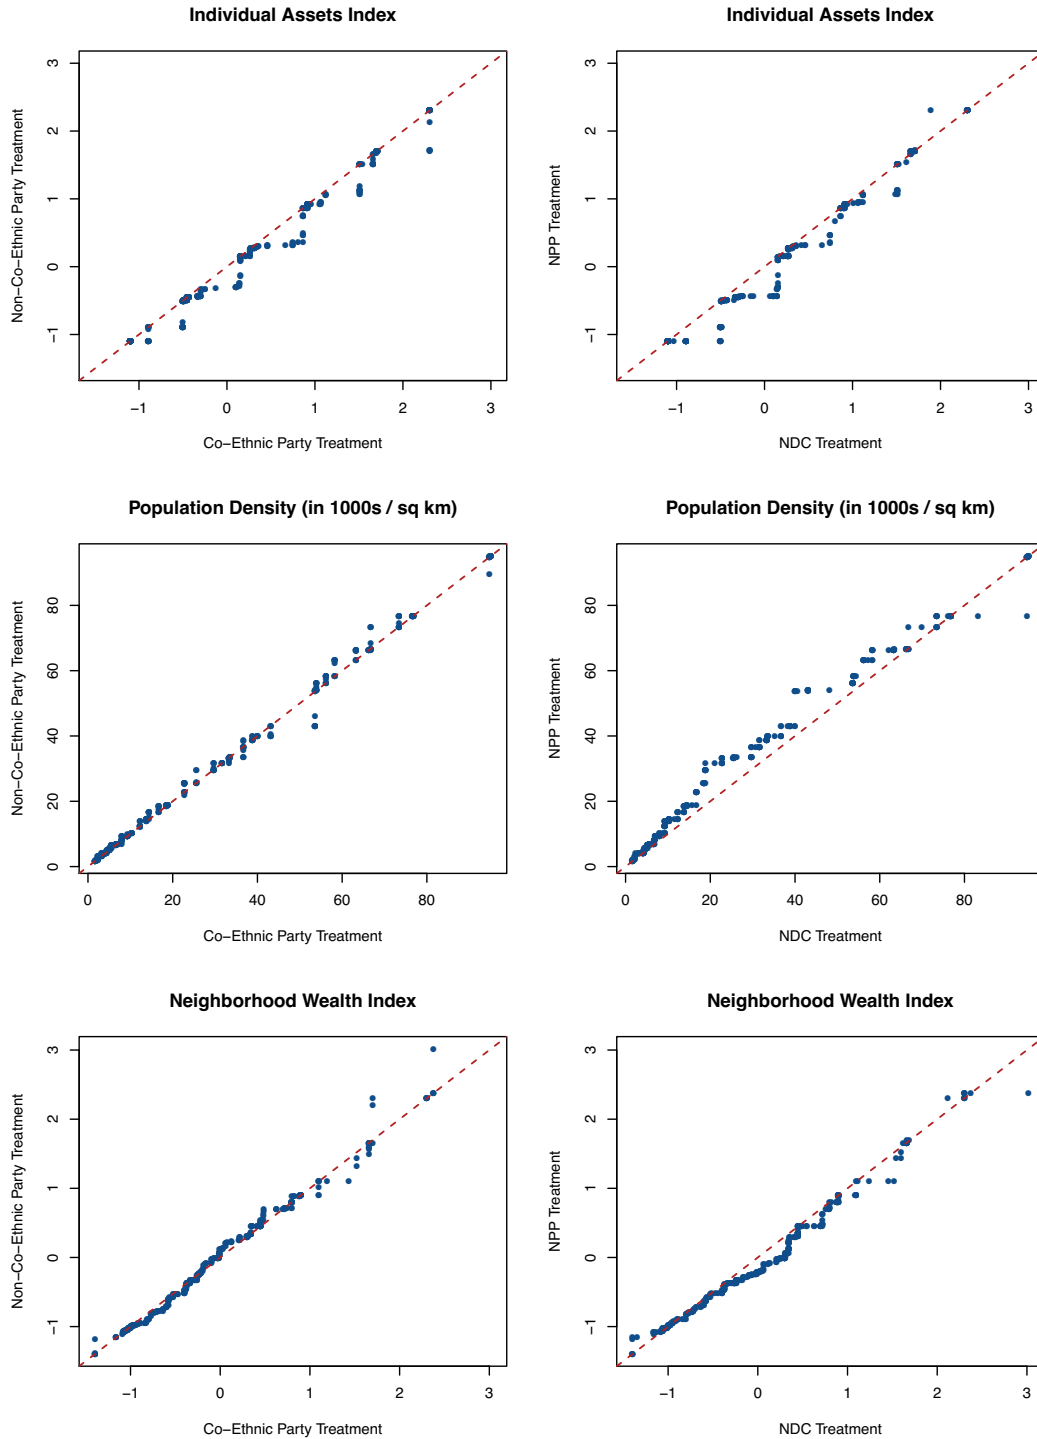 Individual Assets Index
Non−Co−Ethnic Party Treatment
3
2
1
0
−1
−1 0 1 2 3
Co−Ethnic Party Treatment
Individual Assets Index
NPP Treatment
3
2
1
0
−1
−1 0 1 2 3
NDC Treatment
Population Density (in 1000s / sq km)
Non−Co−Ethnic Party Treatment
80
60
40
20
0
0 20 40 60 80
Co−Ethnic Party Treatment
Population Density (in 1000s / sq km)
NPP Treatment
80
60
40
20
0
0 20 40 60 80
NDC Treatment
Neighborhood Wealth Index
Non−Co−Ethnic Party Treatment
3
2
1
0
−1
−1 0 1 2 3
Co−Ethnic Party Treatment
Neighborhood Wealth Index
NPP Treatment
3
2
1
0
−1
−1 0 1 2 3
NDC Treatment